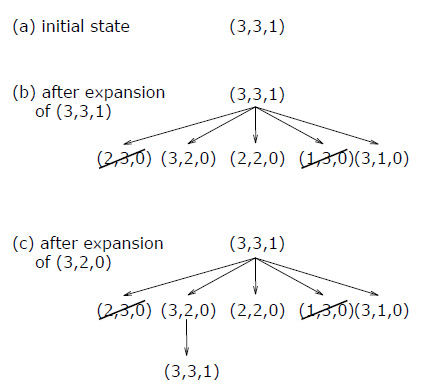 (a) initial state (3,3,1)
(b) after expansion (3,3,1)
of (3,3,1)
(2,3,0) (3,2,0) (2,2,0) (1,3,0)(3,1,0)
(c) after expansion (3,3,1)
of (3,2,0)
(2,3,0) (3,2,0) (2,2,0) (1,3,0)(3,1,0)
(3,3,1)